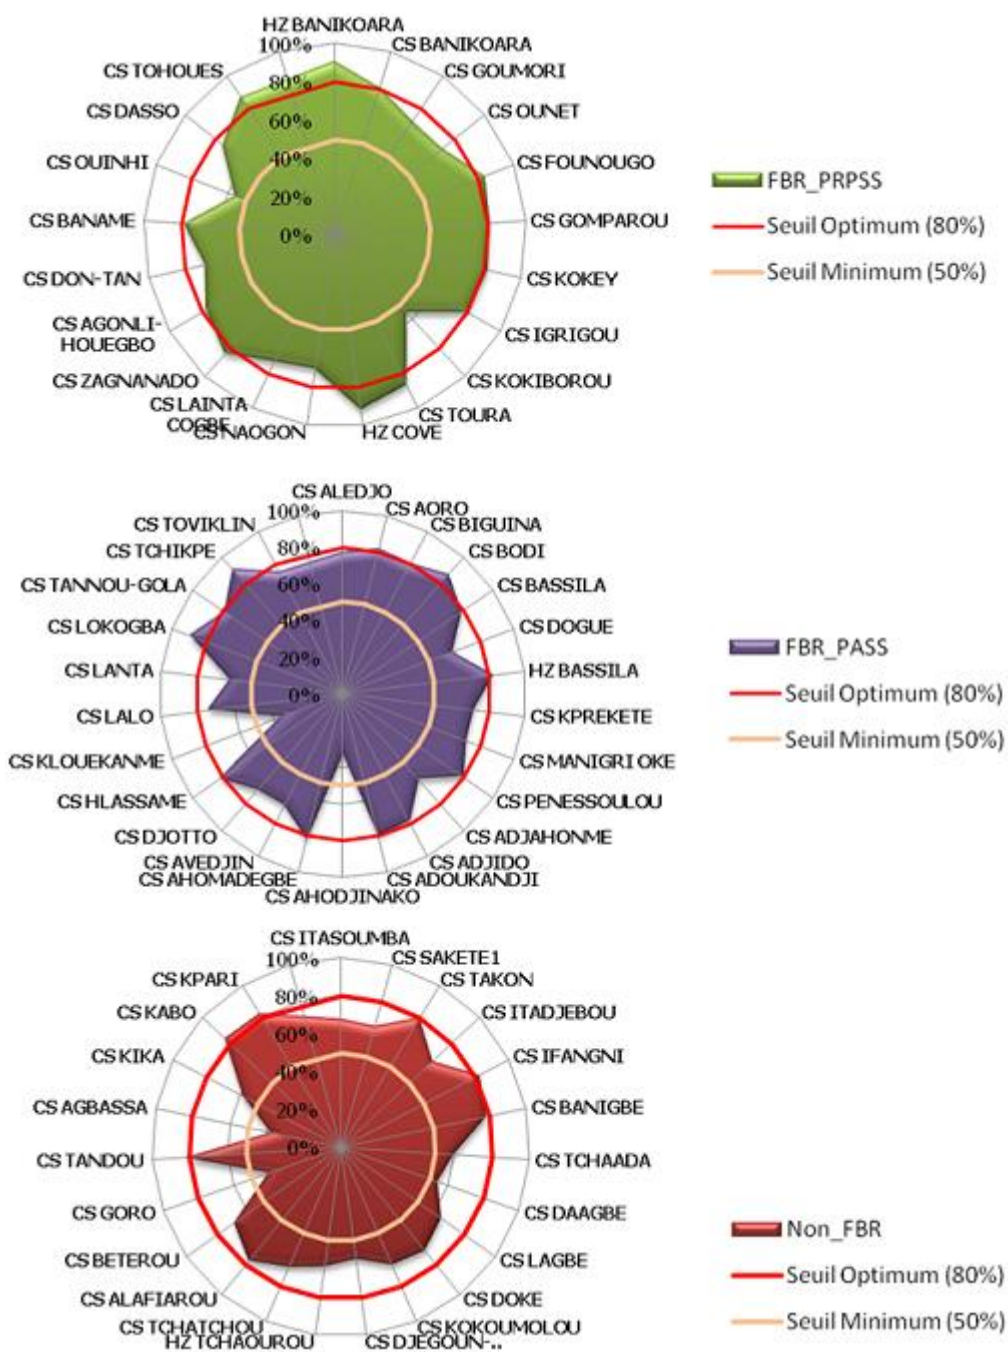 HZ BANIKOARA
CS BANIKOARA
CS GOUMORI
CS OUNET
CS FOUNOUGO
CS GOMPAROU
CS KOKEY
CS IGRIGOU
CS KOKIBOROU
CS TOURA
HZ COVE
CS NAOGON
CS LAINTA
COGBE
CS ZAGNANADO
CS AGONLI-
HOUEGBO
CS DON-TAN
CS BANAME
CS OUINHI
CS DASSO
CS TOHOUES
100%
80%
60%
40%
20%
0%
FBR_PRPSS
Seuil Optimum (80%)
Seuil Minimum (50%)
CS ALEDJO
CS AORO
CS BIGUINA
CS BODI
CS BASSILA
CS DOGUE
HZ BASSILA
CS KPREKETE
CS MANIGRI OKE
CS PENESSOULOU
CS ADJAHONME
CS ADJIDO
CS ADOUKANDJI
CS AHODJINAKO
CS AHOMADEGBE
CS AVEDJIN
CS DJOTTO
CS HLASSAME
CS KLOUEKANME
CS LALO
CS LANTA
CS LOKOGBA
CS TANNOU-GOLA
CS TCHIKPE
CS TOVIKLIN
100%
80%
60%
40%
20%
0%
FBR_PASS
Seuil Optimum (80%)
Seuil Minimum (50%)
CS ITASOUMBA
CS SAKETE1
CS TAKON
CS ITADJEBOU
CS IFANGNI
CS BANIGBE
CS TCHAADA
CS DAAGBE
CS LAGBE
CS DOKE
CS KOKOUMOLOU
CS DJEGOUN-..
HZ TCHAOUROU
CS TCHATCHOU
CS ALAFIAROU
CS BETEROU
CS GORO
CS TANDOU
CS AGBASSA
CS KIKA
CS KABO
CS KPARI
100%
80%
60%
40%
20%
0%
Non_FBR
Seuil Optimum (80%)
Seuil Minimum (50%)